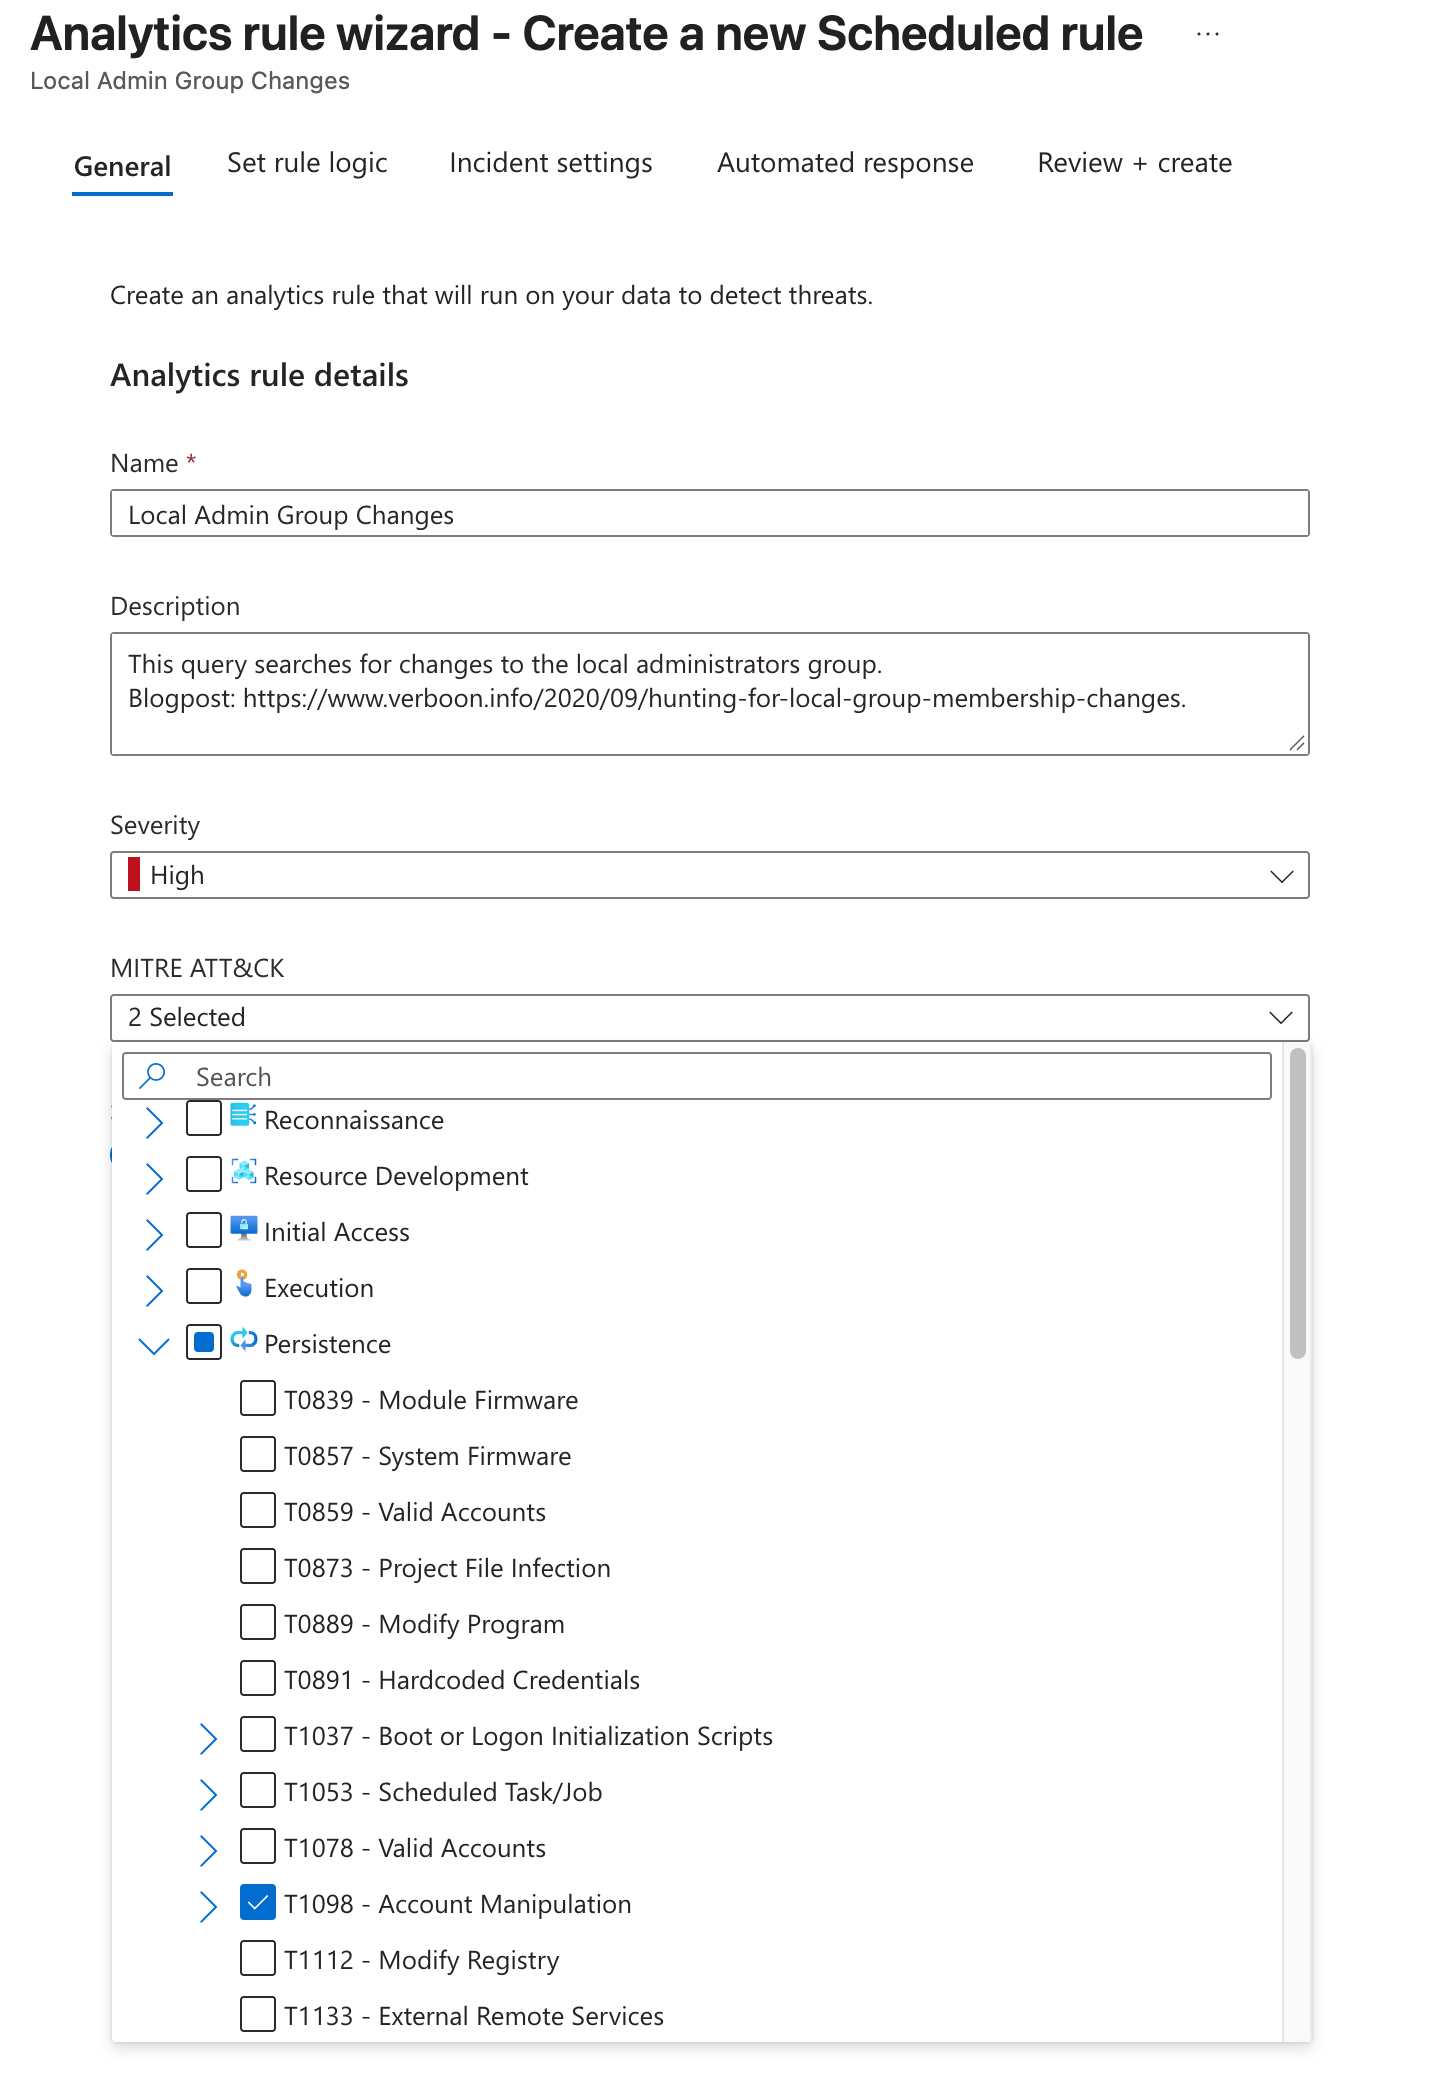 Analytics rule wizard - Create a new Scheduled rule ...
Local Admin Group Changes
General
Set rule logic
Incident settings
Automated response
Review + create
Create an analytics rule that will run on your data to detect threats.
Analytics rule details
Name *
Local Admin Group Changes
Description
This query searches for changes to the local administrators group.
Blogpost: https://www.verboon.info/2020/09/hunting-for-local-group-membership-changes.
Severity
High
MITRE ATT&CK
2 Selected
Search
Reconnaissance
Resource Development
Initial Access
Execution
Persistence
T0839 - Module Firmware
T0857 - System Firmware
T0859 - Valid Accounts
T0873 - Project File Infection
T0889 - Modify Program
T0891 - Hardcoded Credentials
T1037 - Boot or Logon Initialization Scripts
T1053 - Scheduled Task/Job
T1078 - Valid Accounts
T1098 - Account Manipulation
T1112 - Modify Registry
T1133 - External Remote Services